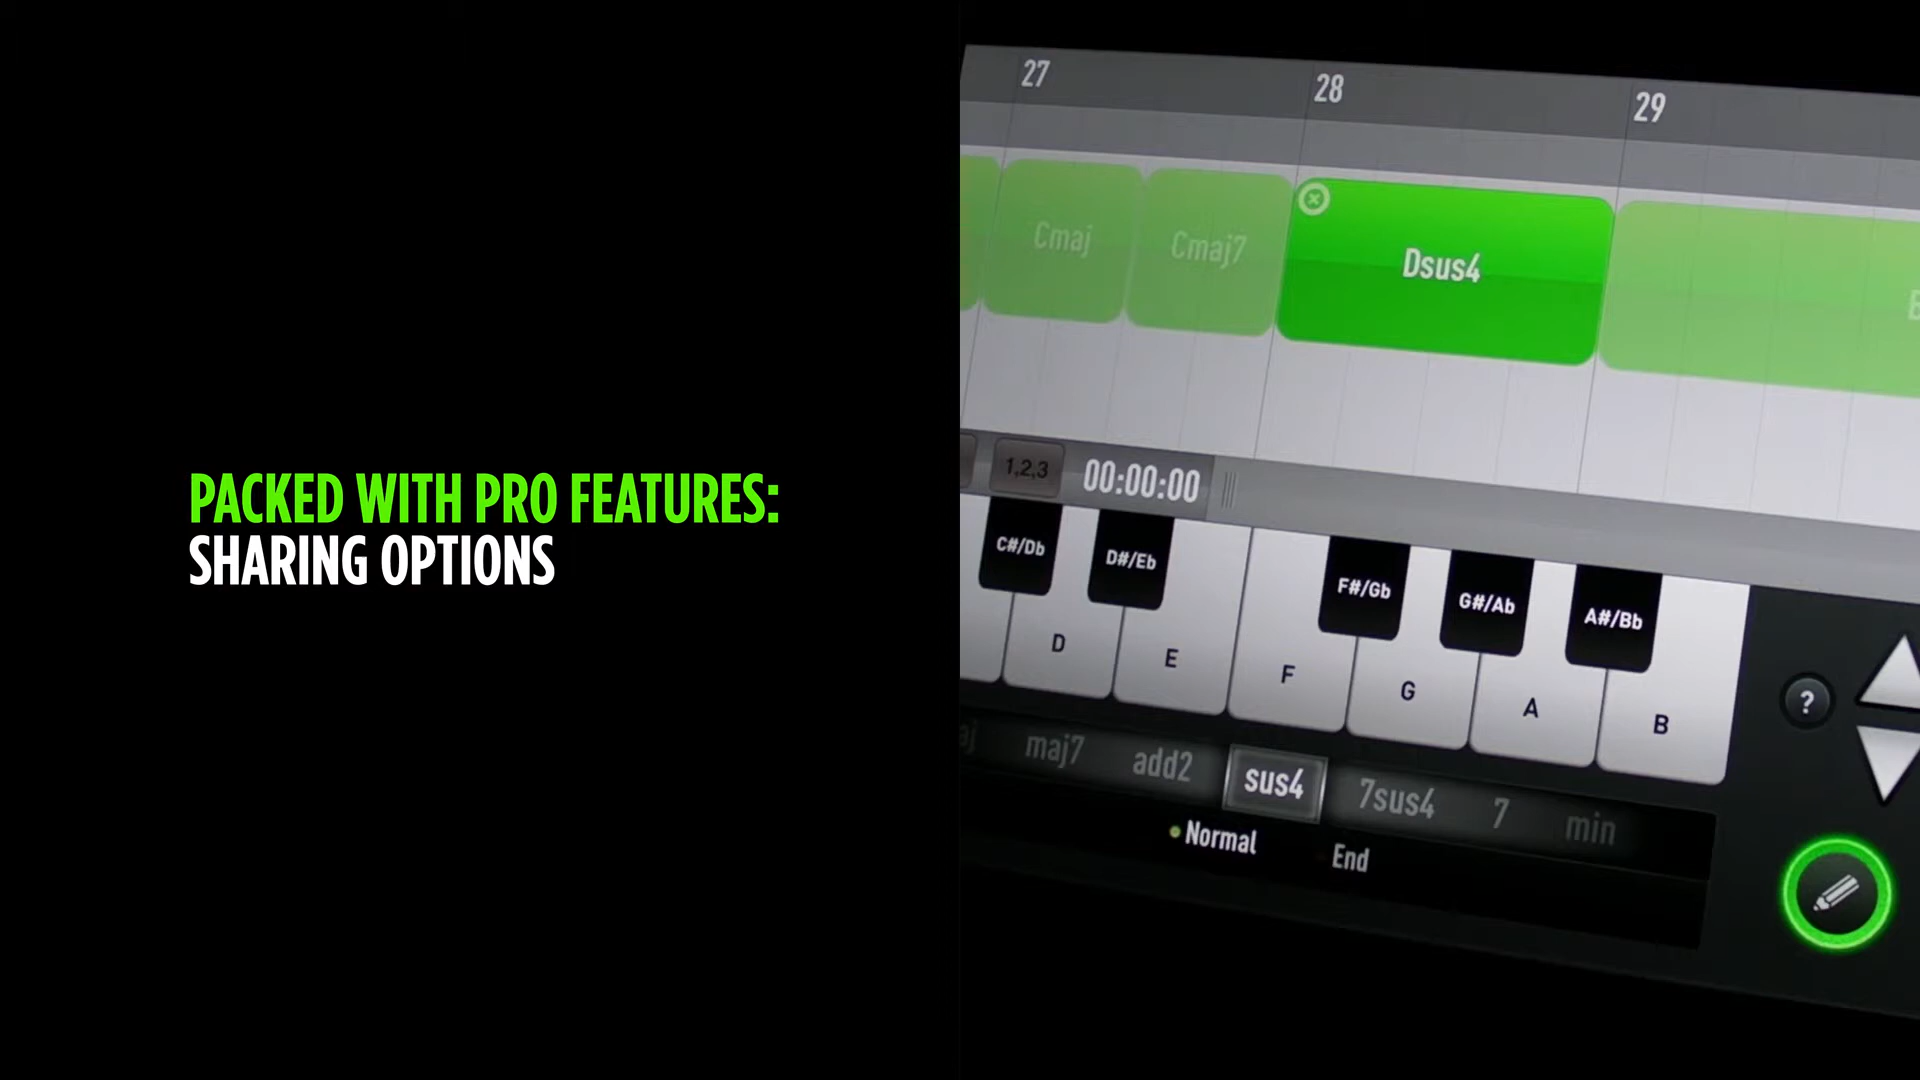 PACKED WITH PRO FEATURES:
SHARING OPTIONS
27 28 29
Cmaj Cmaj7 Dsus4
1,2,3 00:00:00
C#/Db D#/Eb F#/Gb G#/Ab A#/Bb
D E F G A B
?
maj7 add2 sus4 7sus4 7 min
Normal End